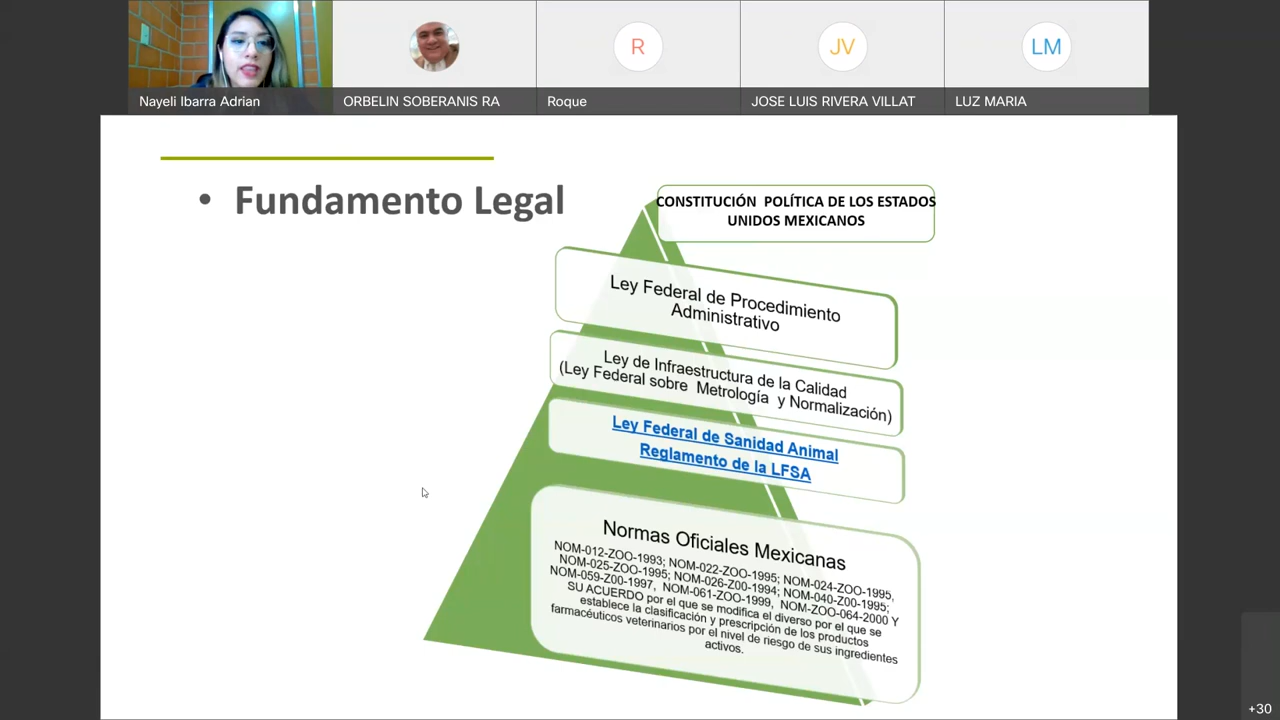 R
JV
LM
Nayeli Ibarra Adrian
ORBELIN SOBERANIS RA
Roque
JOSE LUIS RIVERA VILLAT
LUZ MARIA
• Fundamento Legal
CONSTITUCIÓN POLÍTICA DE LOS ESTADOS
UNIDOS MEXICANOS
Ley Federal de Procedimiento
Administrativo
Ley de Infraestructura de la Calidad
(Ley Federal sobre Metrología y Normalización)
Ley Federal de Sanidad Animal
Reglamento de la LFSA
Normas Oficiales Mexicanas
NOM-012-ZOO-1993; NOM-022-ZOO-1995; NOM-024-ZOO-1995,
NOM-025-ZOO-1995; NOM-026-Z00-1994; NOM-040-Z00-1995;
NOM-059-Z00-1997, NOM-061-ZOO-1999, NOM-ZOO-064-2000 Y
SU ACUERDO por el que se modifica el diverso por el que se
establece la clasificación y prescripción de los productos
farmacéuticos veterinarios por el nivel de riesgo de sus ingredientes
activos.
+30